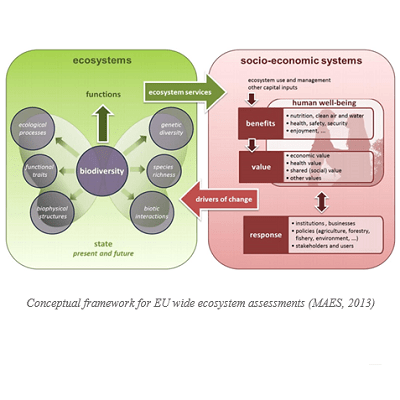 ecosystems
functions
ecological
processes
functional
traits
biophysical
structures
biodiversity
genetic
diversity
species
richness
biotic
interactions
state
present and future
ecosystem services
drivers of change
socio-economic systems
ecosystem use and management
other capital inputs
human well-being
benefits
• nutrition, clean air and water
• health, safety, security
• enjoyment, ...
value
• economic value
• health value
• shared (social) value
• other values
response
• institutions, businesses
• policies (agriculture, forestry,
fishery, environment, ...)
• stakeholders and users
Conceptual framework for EU wide ecosystem assessments (MAES, 2013)